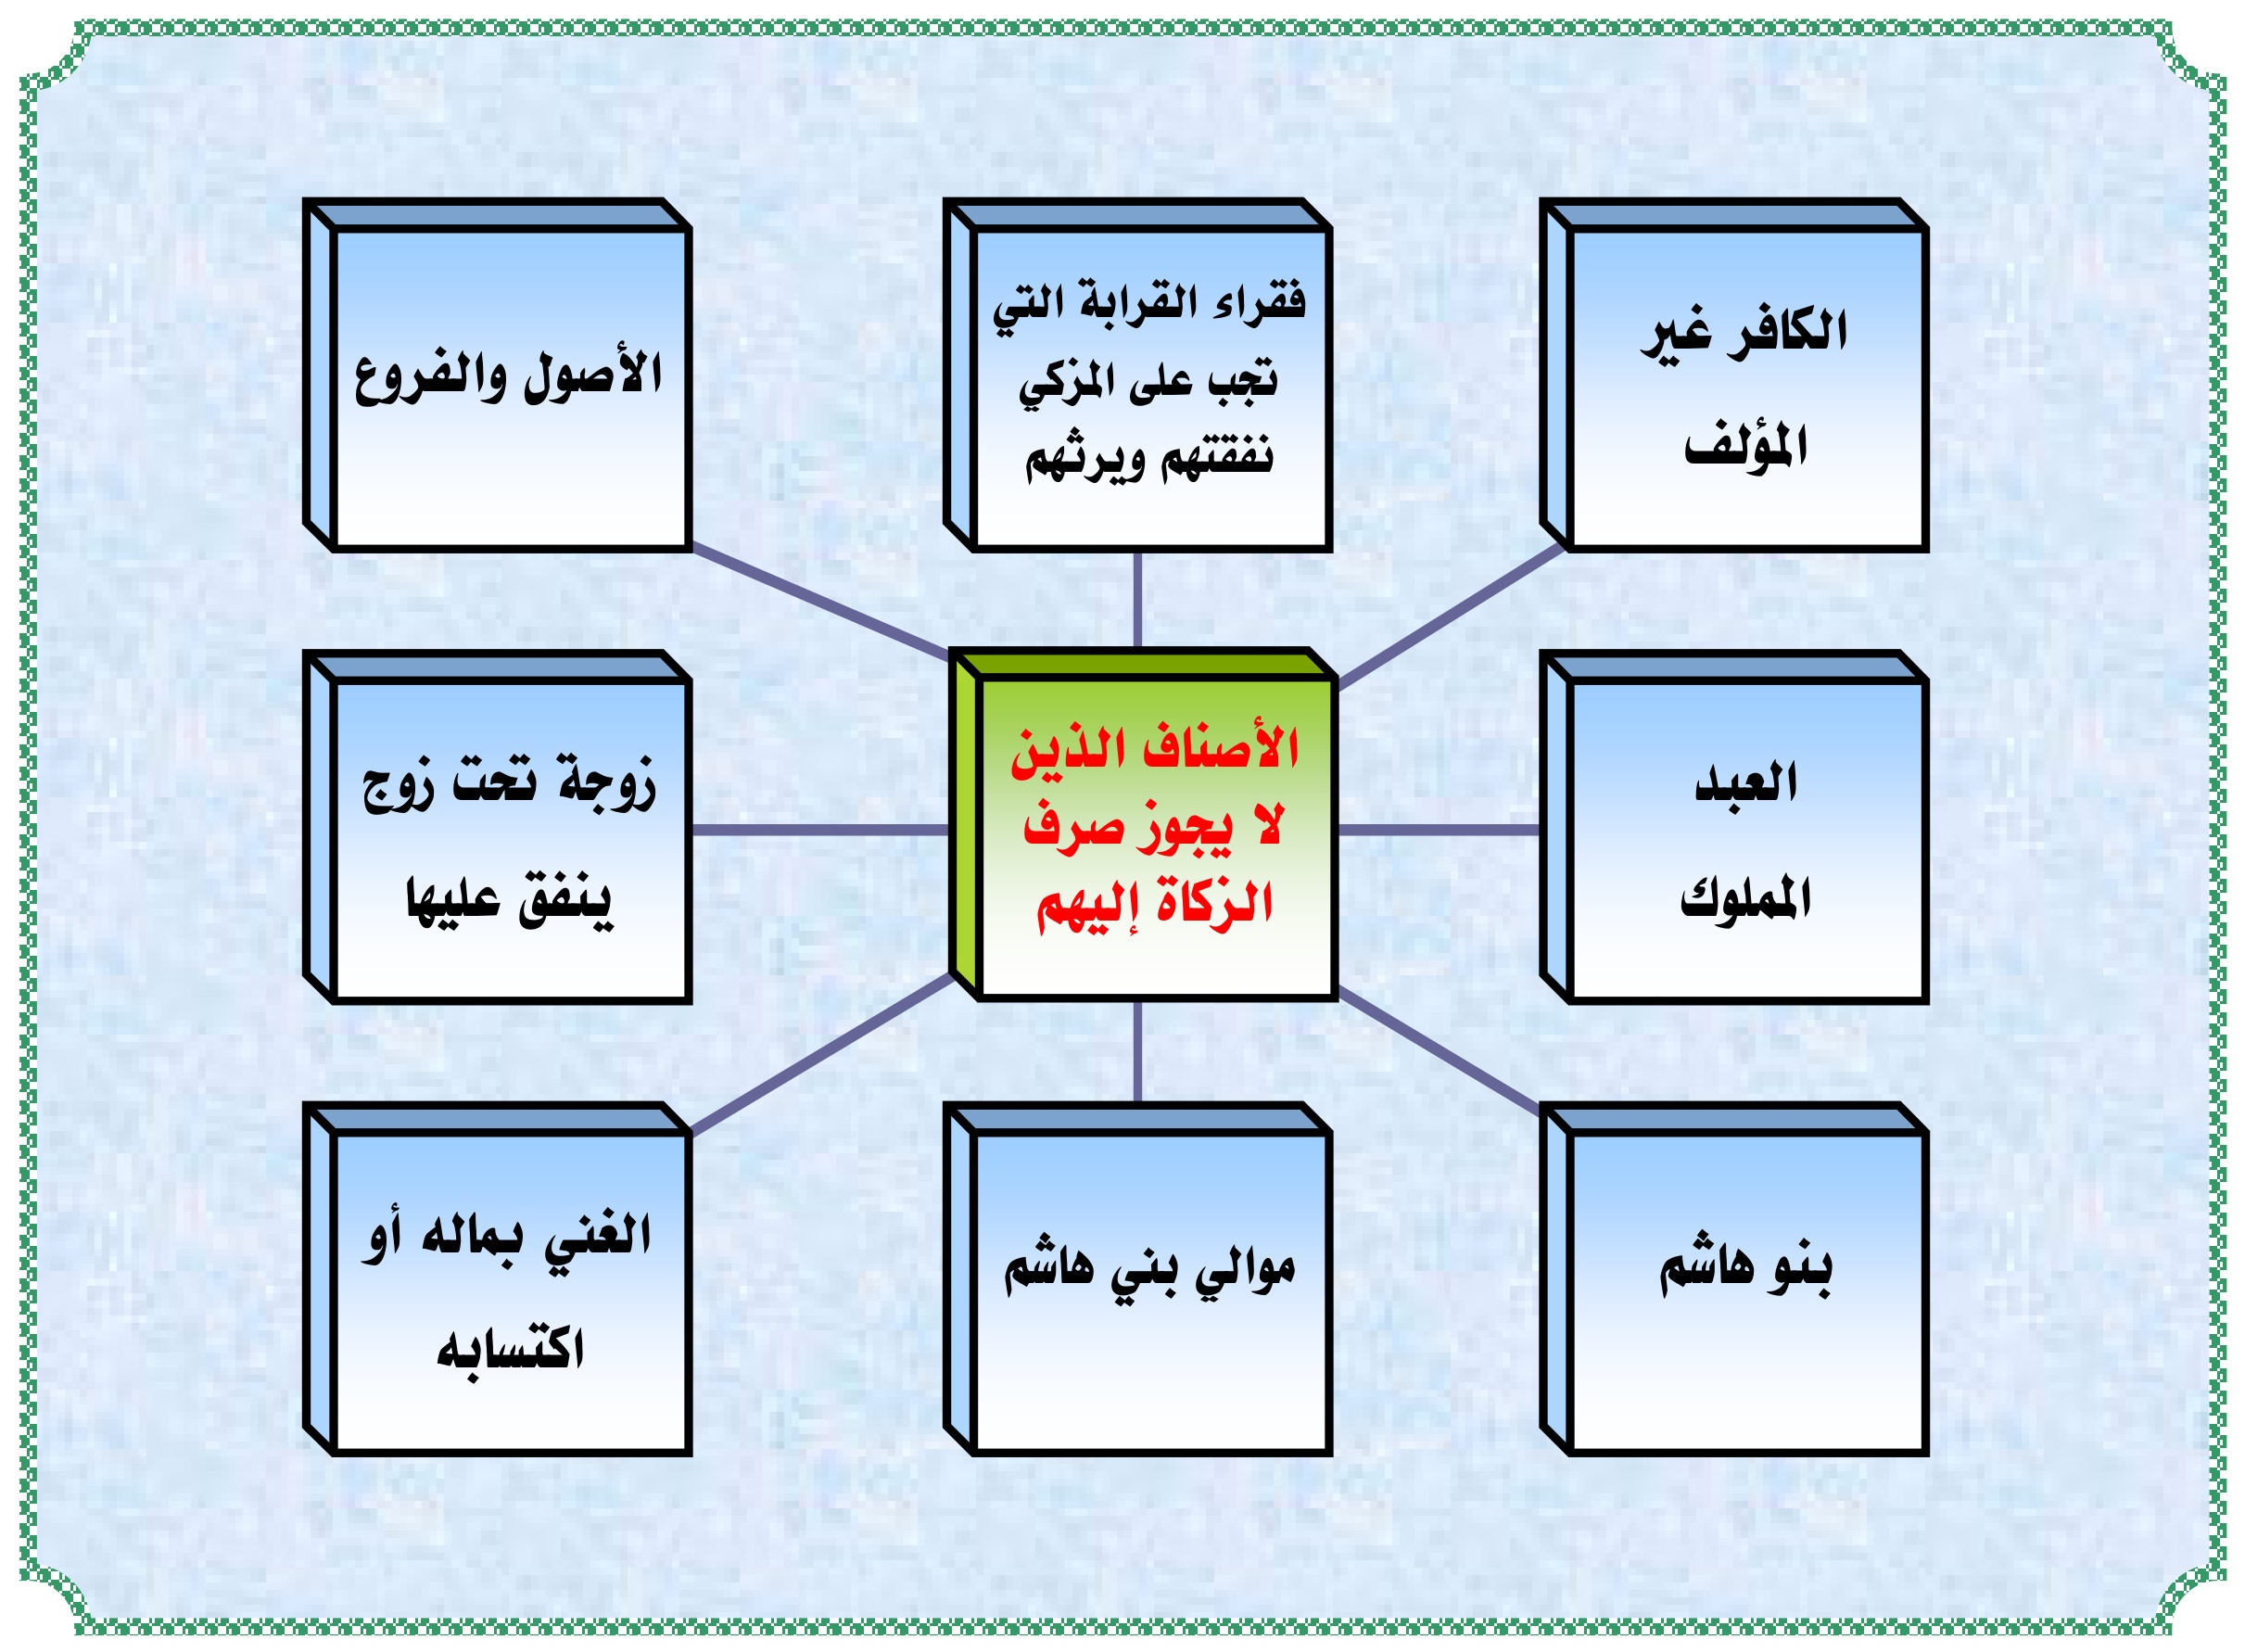 الكافر غير
المؤلف
فقراء القرابة التي
تجب على المزكي
نفقتهم ويرثهم
الأصول والفروع
العبد
المملوك
الأصناف الذين
لا يجوز صرف
الزكاة إليهم
زوجة تحت زوج
ينفق عليها
بنو هاشم
موالي بني هاشم
الغني بماله أو
اكتسابه